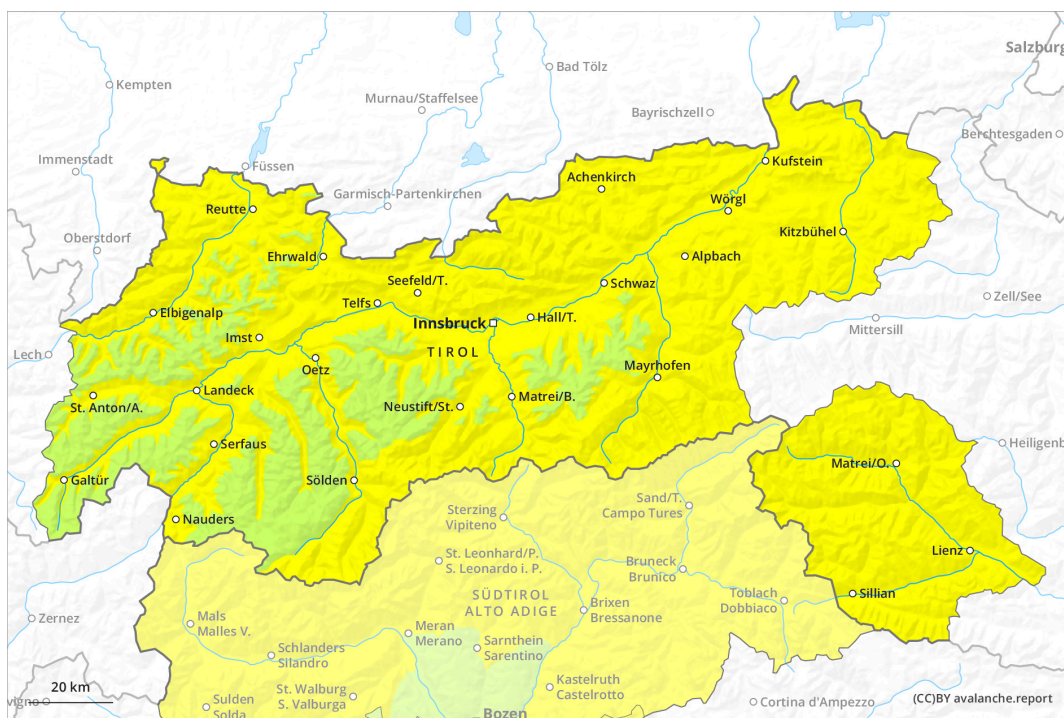 Salzburg
Bad Tölz
Kempten
Murnau/Staffelsee
Bayrischzell
Berchtesgaden
Immenstadt
Füssen
Kufstein
Garmisch-Partenkirchen
Achenkirch
Reutte
Wörgl
Oberstdorf
Kitzbühel
Ehrwald
Alpbach
Seefeld/T.
Schwaz
Zell/See
Telfs
Elbigenalp
Hall/T.
Innsbruck
Mittersill
Imst
Lech
TIROL
Oetz
Mayrhofen
Landeck
Matrei/B.
St. Anton/A.
Neustift/St.
Serfaus
Heiligenb
Matrei/O.
Galtür
Sölden
Sand/T.
Campo Tures
Sterzing
Vipiteno
Nauders
Lienz
St. Leonhard/P.
S. Leonardo i. P.
Bruneck
Brunico
SÜDTIROL
ALTO ADIGE
Sillian
Toblach
Dobbiaco
Brixen
Bressanone
Zernez
Mals
Malles V.
Meran
Merano
Sarnthein
Sarentino
Schlanders
Silandro
Kastelruth
Castelrotto
20 km
St. Walburg
S. Valburga
vigno
Sulden
Solda
Cortina d'Ampezzo
(CC)BY avalanche.report
Bozen